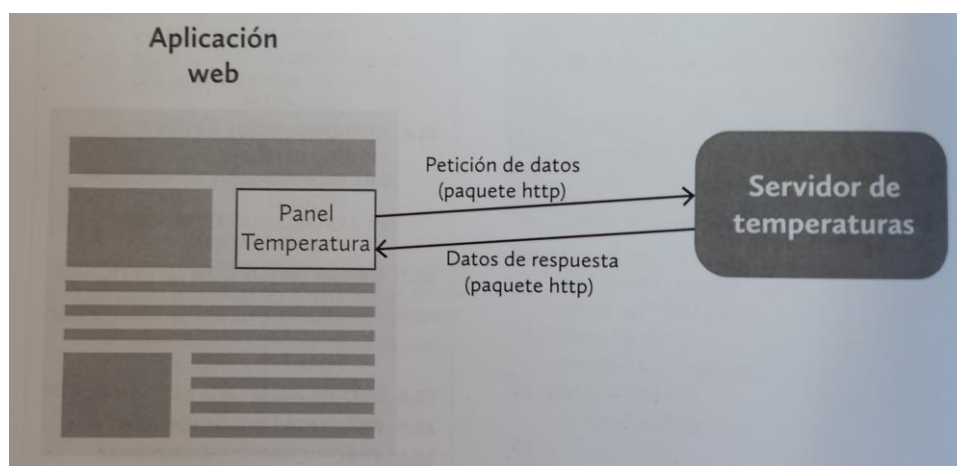 Aplicación
web
Petición de datos
(paquete http)
Servidor de
temperaturas
Panel
Temperatura
Datos de respuesta
(paquete http)